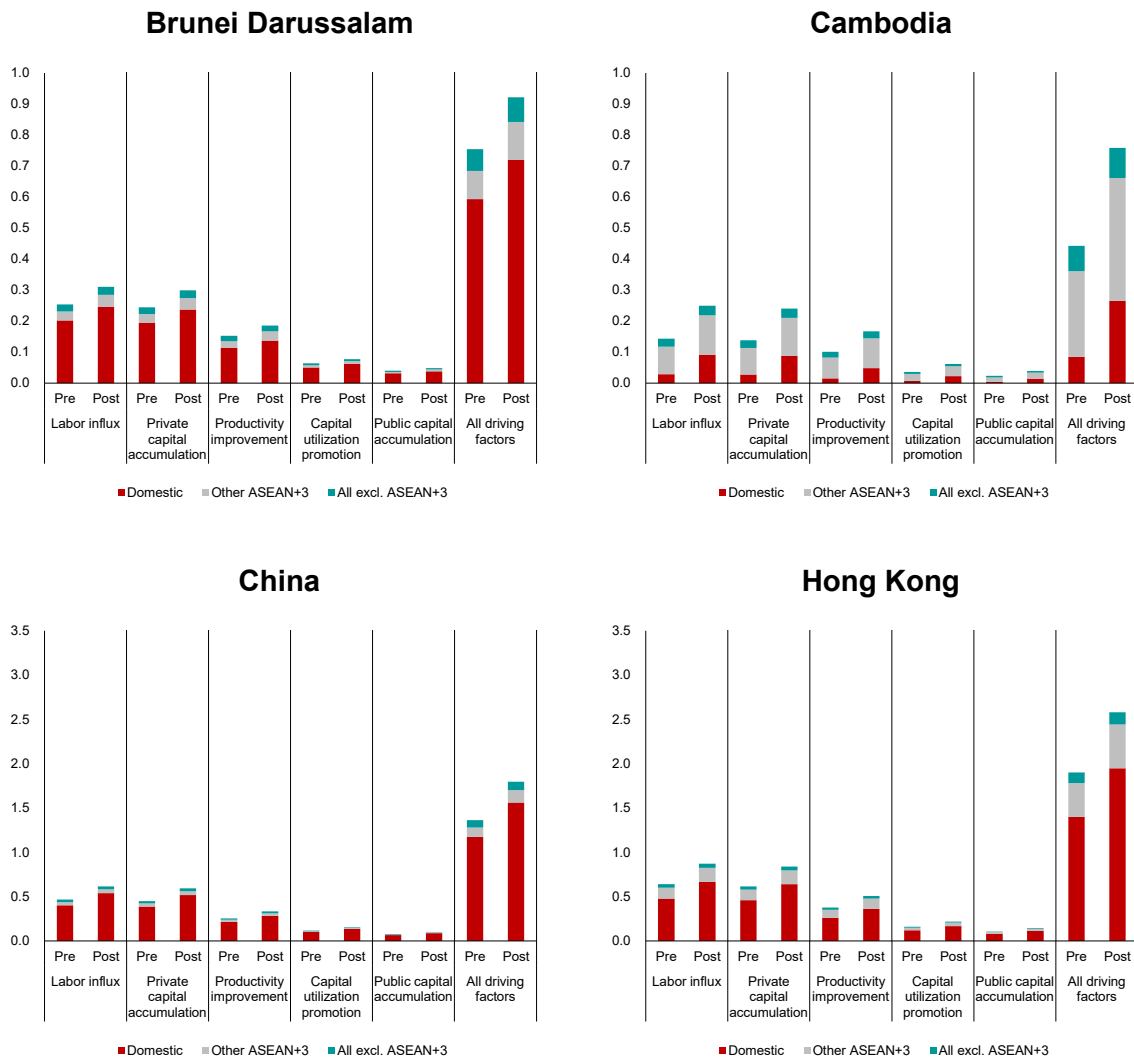 Brunei Darussalam
1.0
0.9
0.8
0.7
0.6
0.5
0.4
0.3
0.2
0.1
0.0
Pre Post Pre Post Pre Post Pre Post Pre Post Pre Post
Labor influx Private capital accumulation Productivity improvement Capital utilization promotion Public capital accumulation All driving factors
Domestic Other ASEAN+3 All excl. ASEAN+3
Cambodia
1.0
0.9
0.8
0.7
0.6
0.5
0.4
0.3
0.2
0.1
0.0
Pre Post Pre Post Pre Post Pre Post Pre Post Pre Post
Labor influx Private capital accumulation Productivity improvement Capital utilization promotion Public capital accumulation All driving factors
Domestic Other ASEAN+3 All excl. ASEAN+3
China
3.5
3.0
2.5
2.0
1.5
1.0
0.5
0.0
Pre Post Pre Post Pre Post Pre Post Pre Post Pre Post
Labor influx Private capital accumulation Productivity improvement Capital utilization promotion Public capital accumulation All driving factors
Domestic Other ASEAN+3 All excl. ASEAN+3
Hong Kong
3.5
3.0
2.5
2.0
1.5
1.0
0.5
0.0
Pre Post Pre Post Pre Post Pre Post Pre Post Pre Post
Labor influx Private capital accumulation Productivity improvement Capital utilization promotion Public capital accumulation All driving factors
Domestic Other ASEAN+3 All excl. ASEAN+3